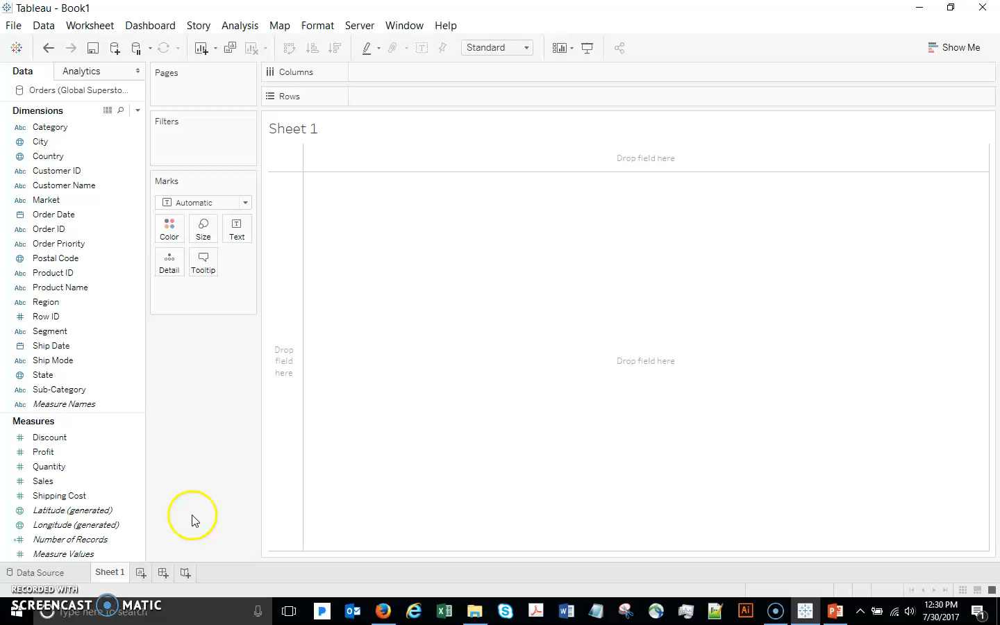 Tableau - Book1
File Data Worksheet Dashboard Story Analysis Map Format Server Window Help
Standard
Show Me
Data Analytics
Orders (Global Supersto...
Dimensions
Abc Category
City
Country
Abc Customer ID
Abc Customer Name
Abc Market
Order Date
Abc Order ID
Abc Order Priority
Postal Code
Abc Product ID
Abc Product Name
Abc Region
# Row ID
Abc Segment
Ship Date
Abc Ship Mode
State
Abc Sub-Category
Abc Measure Names
Measures
# Discount
# Profit
# Quantity
# Sales
# Shipping Cost
Latitude (generated)
Longitude (generated)
=# Number of Records
# Measure Values
Pages
Filters
Marks
Automatic
Color Size Text
Detail Tooltip
Columns
Rows
Sheet 1
Drop field here
Drop
field
here
Drop field here
Data Source Sheet 1
RECORDED WITH
SCREENCAST MATIC
Type here to search
12:30 PM
7/30/2017